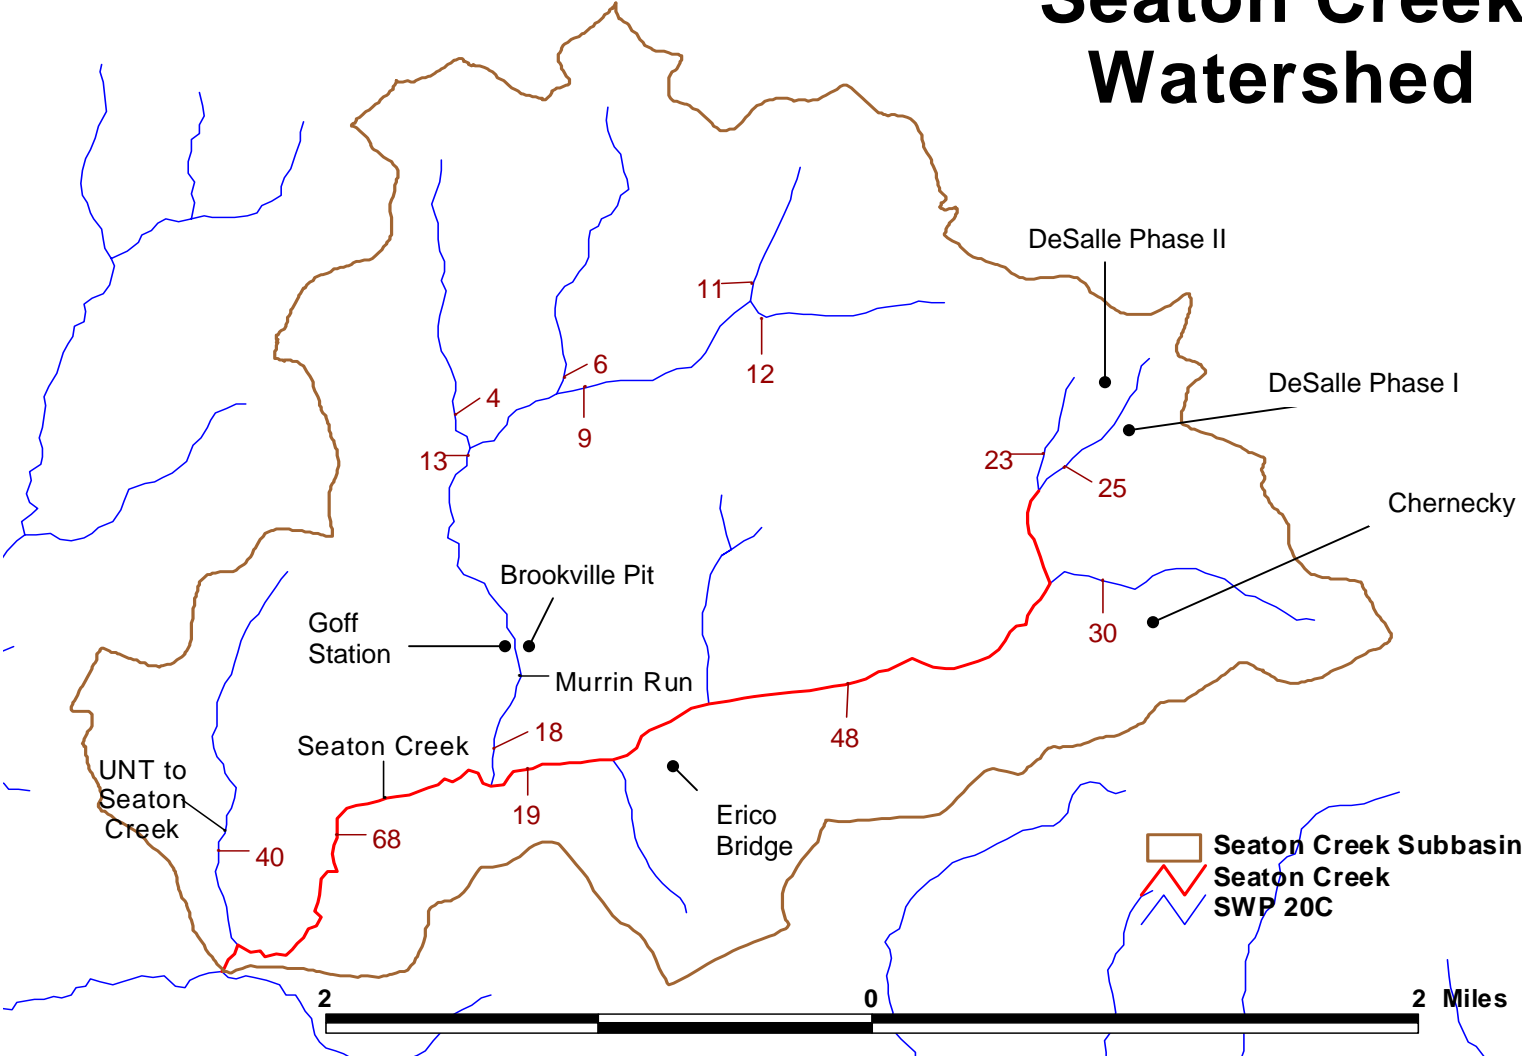 Seaton Creek
Watershed
DeSalle Phase II
11
6
12
DeSalle Phase I
4
9
13
23
25
Chernecky
Brookville Pit
Goff
Station
30
Murrin Run
18
48
Seaton Creek
UNT to
Seaton
Creek
19
Erico
Bridge
68
40
Seaton Creek Subbasin
Seaton Creek
SWP 20C
2
0
2 Miles